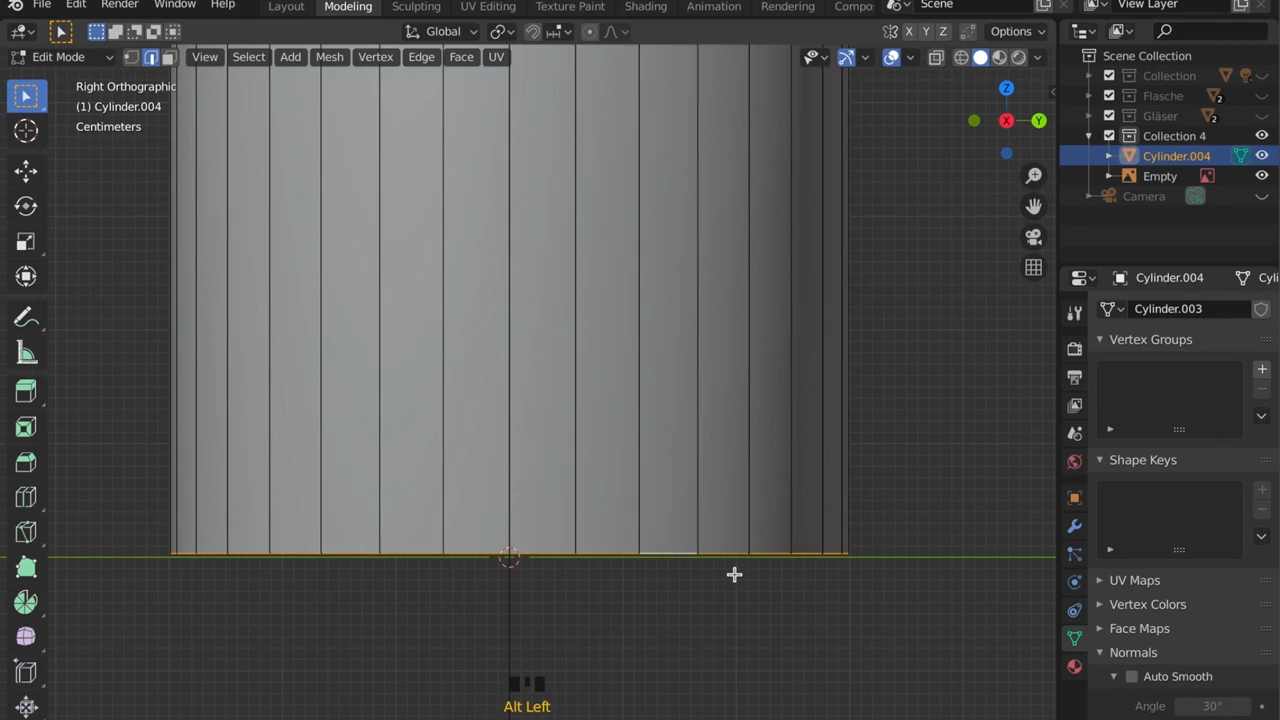 File Edit Render Window Help Layout Modeling Sculpting UV Editing Texture Paint Shading Animation Rendering Compo Scene View Layer
Global X Y Z Options
Edit Mode View Select Add Mesh Vertex Edge Face UV
Scene Collection
Right Orthographic
(1) Cylinder.004
Centimeters
Z
X
Y
Collection
Flasche 2
Gläser 2
Collection 4
Cylinder.004
Empty
Camera
Cylinder.004 Cyli
Cylinder.003
Vertex Groups
Shape Keys
UV Maps
Vertex Colors
Face Maps
Normals
Auto Smooth
Angle 30°
Alt Left